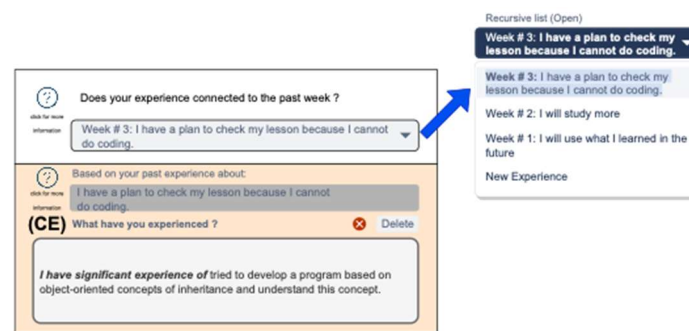 Recursive list (Open)
Week # 3: I have a plan to check my
lesson because I cannot do coding.
Week # 3: I have a plan to check my
lesson because I cannot do coding.
Week # 2: I will study more
Week # 1: I will use what I learned in the
future
New Experience
?
click for more
information
Does your experience connected to the past week ?
Week # 3: I have a plan to check my lesson because I cannot
do coding.
?
click for more
information
Based on your past experience about:
I have a plan to check my lesson because I cannot
do coding.
(CE) What have you experienced ?
Delete
I have significant experience of tried to develop a program based on
object-oriented concepts of inheritance and understand this concept.